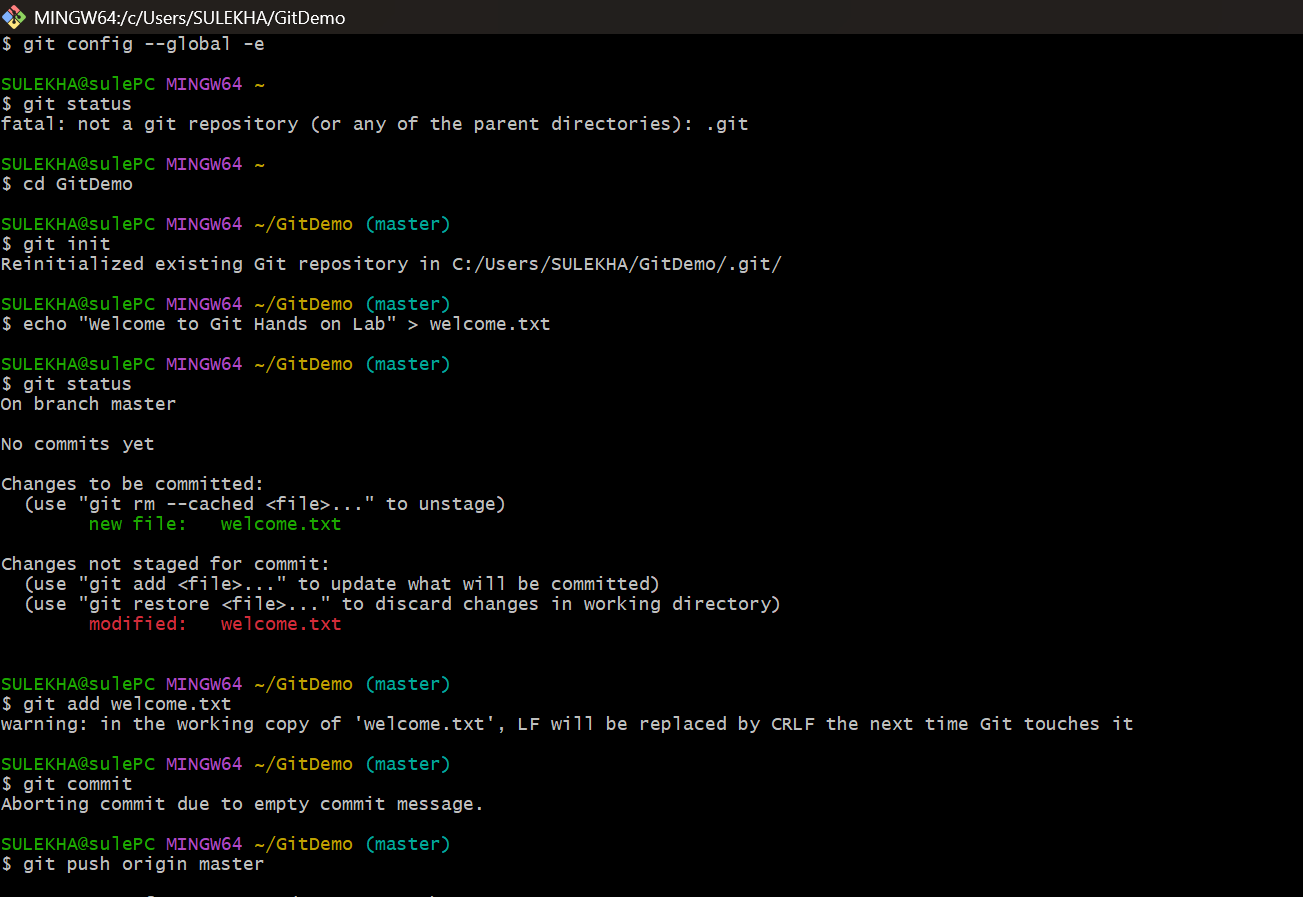 MINGW64:/c/Users/SULEKHA/GitDemo
$ git config --global -e
SULEKHA@sulePC MINGW64 ~
$ git status
fatal: not a git repository (or any of the parent directories): .git
SULEKHA@sulePC MINGW64 ~
$ cd GitDemo
SULEKHA@sulePC MINGW64 ~/GitDemo (master)
$ git init
Reinitialized existing Git repository in C:/Users/SULEKHA/GitDemo/.git/
SULEKHA@sulePC MINGW64 ~/GitDemo (master)
$ echo "Welcome to Git Hands on Lab" > welcome.txt
SULEKHA@sulePC MINGW64 ~/GitDemo (master)
$ git status
On branch master
No commits yet
Changes to be committed:
  (use "git rm --cached <file>..." to unstage)
        new file:   welcome.txt
Changes not staged for commit:
  (use "git add <file>..." to update what will be committed)
  (use "git restore <file>..." to discard changes in working directory)
        modified:   welcome.txt
SULEKHA@sulePC MINGW64 ~/GitDemo (master)
$ git add welcome.txt
warning: in the working copy of 'welcome.txt', LF will be replaced by CRLF the next time Git touches it
SULEKHA@sulePC MINGW64 ~/GitDemo (master)
$ git commit
Aborting commit due to empty commit message.
SULEKHA@sulePC MINGW64 ~/GitDemo (master)
$ git push origin master